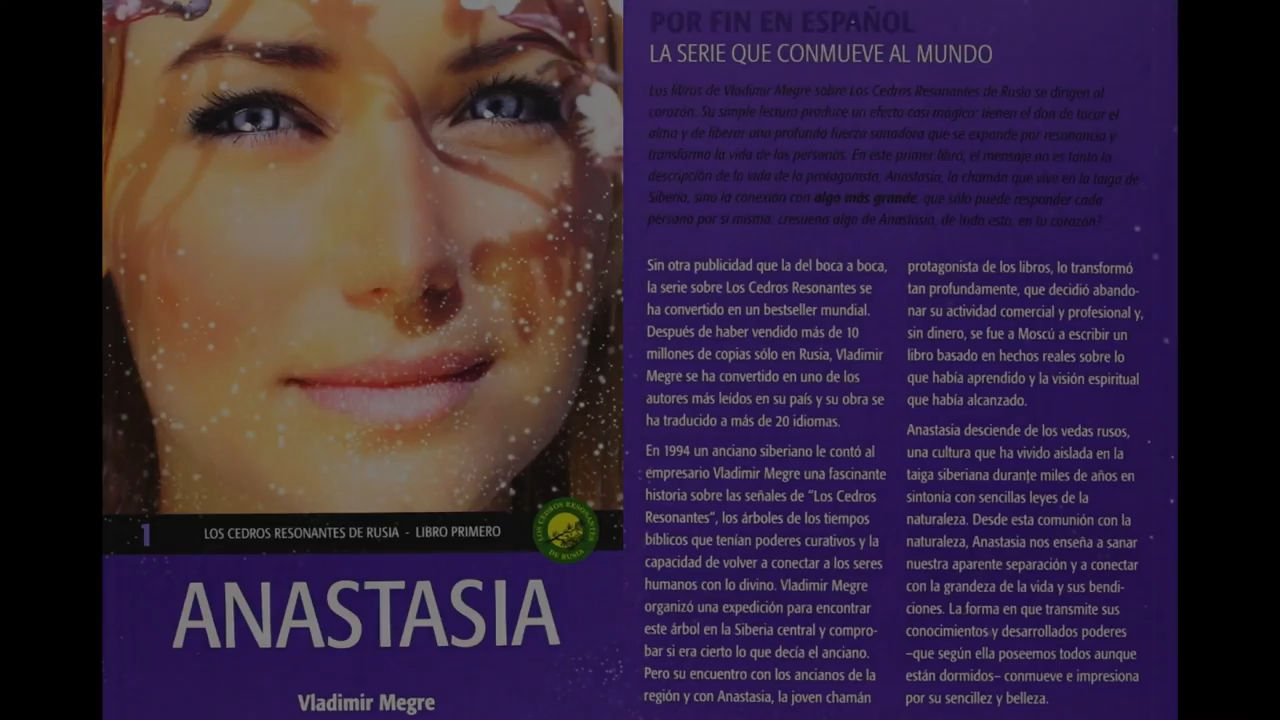 1
LOS CEDROS RESONANTES DE RUSIA - LIBRO PRIMERO
LOS CEDROS RESONANTES
DE RUSIA
ANASTASIA
Vladimir Megre
POR FIN EN ESPAÑOL
LA SERIE QUE CONMUEVE AL MUNDO
Los libros de Vladimir Megre sobre Los Cedros Resonantes de Rusia se dirigen al
corazón. Su simple lectura produce un efecto casi mágico: tienen el don de tocar el
alma y de liberar una profunda fuerza sanadora que se expande por resonancia y
transforma la vida de las personas. En este primer libro, el mensaje no es tanto la
descripción de la vida de la protagonista, Anastasia, la chamán que vive en la taiga de
Siberia, sino la conexión con algo más grande, que sólo puede responder cada
persona por sí misma: ¿resuena algo de Anastasia, de todo esto, en tu corazón?
Sin otra publicidad que la del boca a boca,
la serie sobre Los Cedros Resonantes se
ha convertido en un bestseller mundial.
Después de haber vendido más de 10
millones de copias sólo en Rusia, Vladimir
Megre se ha convertido en uno de los
autores más leídos en su país y su obra se
ha traducido a más de 20 idiomas.
En 1994 un anciano siberiano le contó al
empresario Vladimir Megre una fascinante
historia sobre las señales de “Los Cedros
Resonantes”, los árboles de los tiempos
bíblicos que tenían poderes curativos y la
capacidad de volver a conectar a los seres
humanos con lo divino. Vladimir Megre
organizó una expedición para encontrar
este árbol en la Siberia central y compro-
bar si era cierto lo que decía el anciano.
Pero su encuentro con los ancianos de la
región y con Anastasia, la joven chamán
protagonista de los libros, lo transformó
tan profundamente, que decidió abando-
nar su actividad comercial y profesional y,
sin dinero, se fue a Moscú a escribir un
libro basado en hechos reales sobre lo
que había aprendido y la visión espiritual
que había alcanzado.
Anastasia desciende de los vedas rusos,
una cultura que ha vivido aislada en la
taiga siberiana durante miles de años en
sintonía con sencillas leyes de la
naturaleza. Desde esta comunión con la
naturaleza, Anastasia nos enseña a sanar
nuestra aparente separación y a conectar
con la grandeza de la vida y sus bendi-
ciones. La forma en que transmite sus
conocimientos y desarrollados poderes
–que según ella poseemos todos aunque
están dormidos– conmueve e impresiona
por su sencillez y belleza.